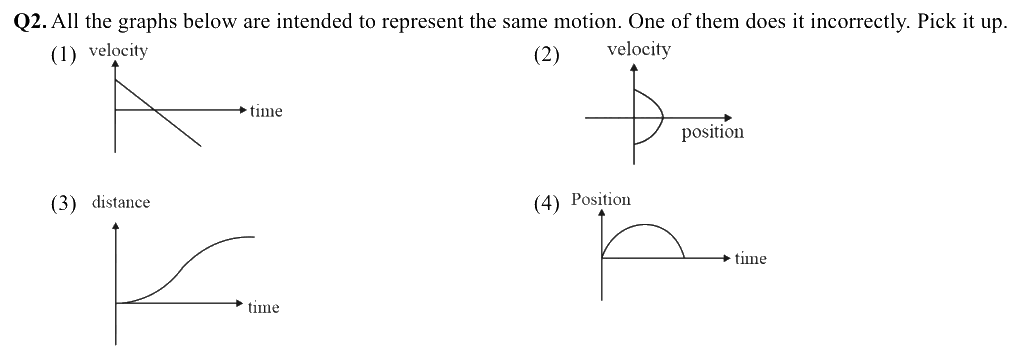 Q2. All the graphs below are intended to represent the same motion. One of them does it incorrectly. Pick it up.
(1) velocity
time
(2) velocity
position
(3) distance
time
(4) Position
time